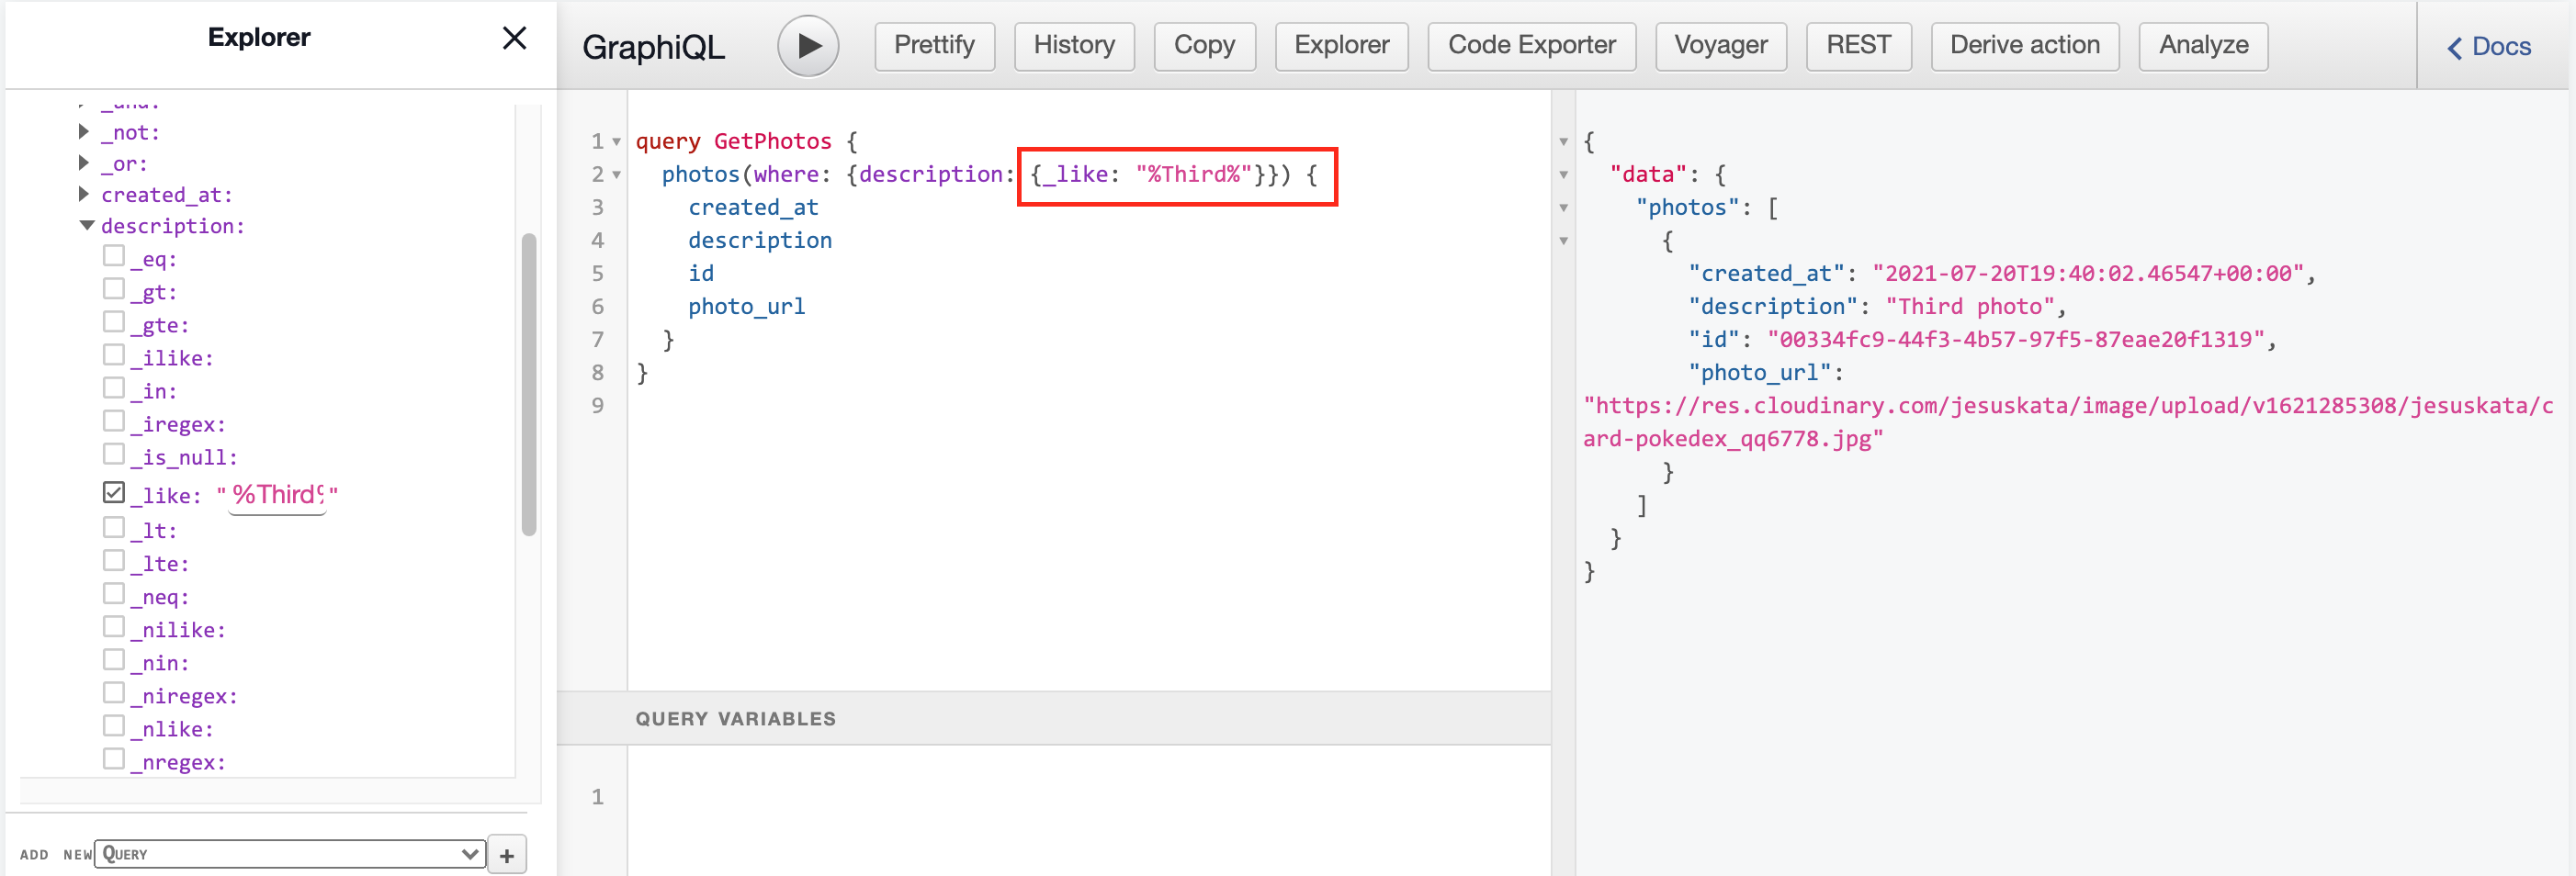 Explorer
GraphiQL
Prettify
History
Copy
Explorer
Code Exporter
Voyager
REST
Derive action
Analyze
Docs
_and:
_not:
_or:
created_at:
description:
_eq:
_gt:
_gte:
_ilike:
_in:
_iregex:
_is_null:
_like: "%Third%"
_lt:
_lte:
_neq:
_nilike:
_nin:
_niregex:
_nlike:
_nregex:
ADD NEW QUERY +
1 query GetPhotos {
2 photos(where: {description: {_like: "%Third%"}}) {
3 created_at
4 description
5 id
6 photo_url
7 }
8 }
9
QUERY VARIABLES
1
{
"data": {
"photos": [
{
"created_at": "2021-07-20T19:40:02.46547+00:00",
"description": "Third photo",
"id": "00334fc9-44f3-4b57-97f5-87eae20f1319",
"photo_url":
"https://res.cloudinary.com/jesuskata/image/upload/v1621285308/jesuskata/c
ard-pokedex_qq6778.jpg"
}
]
}
}